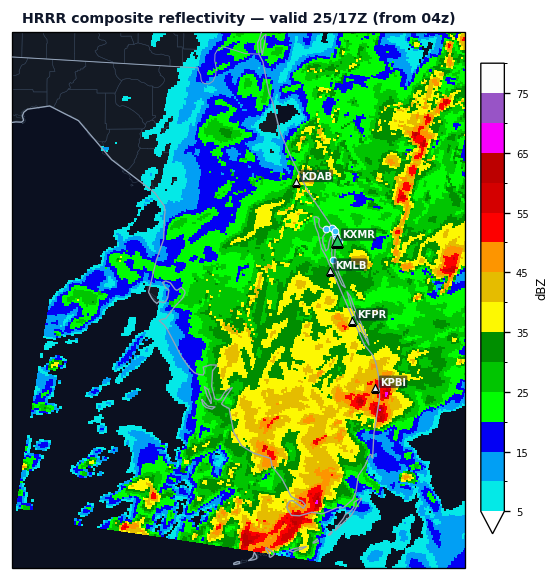 HRRR composite reflectivity — valid 25/17Z (from 04z)
KDAB
KXMR
KMLB
KFPR
KPBI
75
65
55
45
35
25
15
5
dBZ